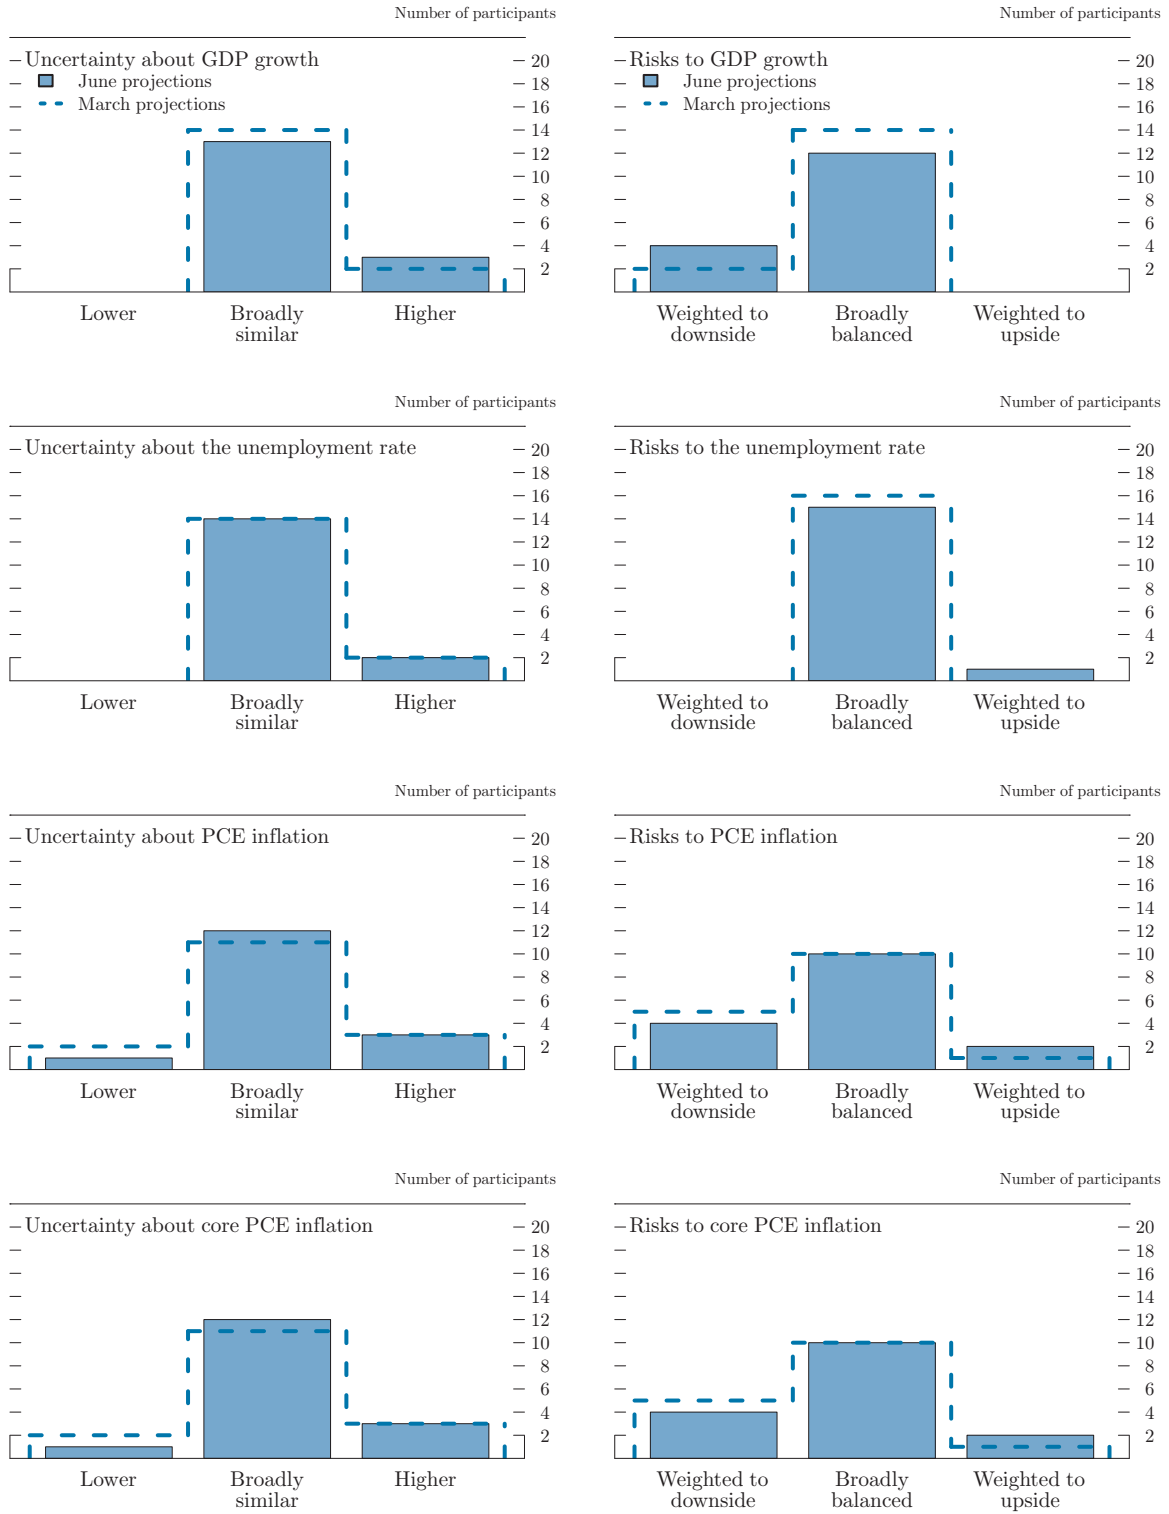 Number of participants
Uncertainty about GDP growth
June projections
March projections
20
18
16
14
12
10
8
6
4
2
Lower
Broadly
similar
Higher
Number of participants
Risks to GDP growth
June projections
March projections
20
18
16
14
12
10
8
6
4
2
Weighted to
downside
Broadly
balanced
Weighted to
upside
Number of participants
Uncertainty about the unemployment rate
20
18
16
14
12
10
8
6
4
2
Lower
Broadly
similar
Higher
Number of participants
Risks to the unemployment rate
20
18
16
14
12
10
8
6
4
2
Weighted to
downside
Broadly
balanced
Weighted to
upside
Number of participants
Uncertainty about PCE inflation
20
18
16
14
12
10
8
6
4
2
Lower
Broadly
similar
Higher
Number of participants
Risks to PCE inflation
20
18
16
14
12
10
8
6
4
2
Weighted to
downside
Broadly
balanced
Weighted to
upside
Number of participants
Uncertainty about core PCE inflation
20
18
16
14
12
10
8
6
4
2
Lower
Broadly
similar
Higher
Number of participants
Risks to core PCE inflation
20
18
16
14
12
10
8
6
4
2
Weighted to
downside
Broadly
balanced
Weighted to
upside